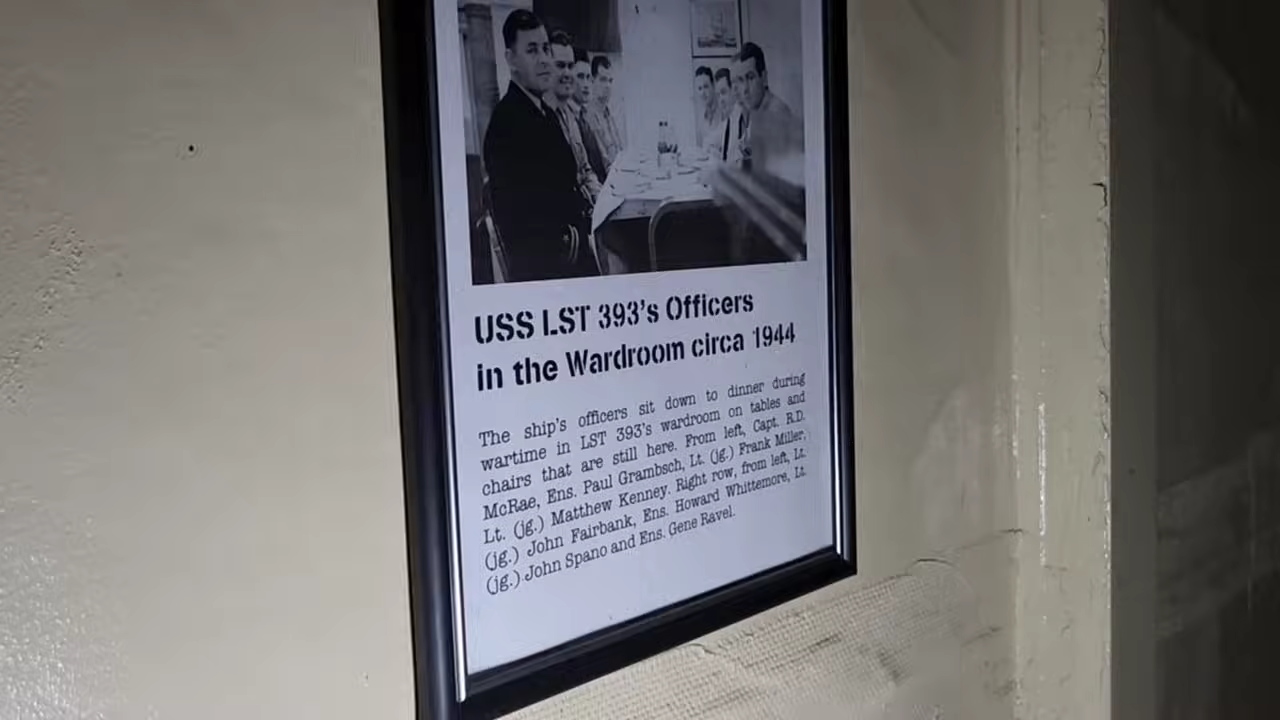 USS LST 393's Officers
in the Wardroom circa 1944
The ship's officers sit down to dinner during
wartime in LST 393's wardroom on tables and
chairs that are still here. From left, Capt. R.D.
McRae, Ens. Paul Grambsch, Lt. (jg.) Frank Miller,
Lt. (jg.) Matthew Kenney. Right row, from left, Lt.
(jg.) John Fairbank, Ens. Howard Whittemore, Lt.
(jg.) John Spano and Ens. Gene Ravel.